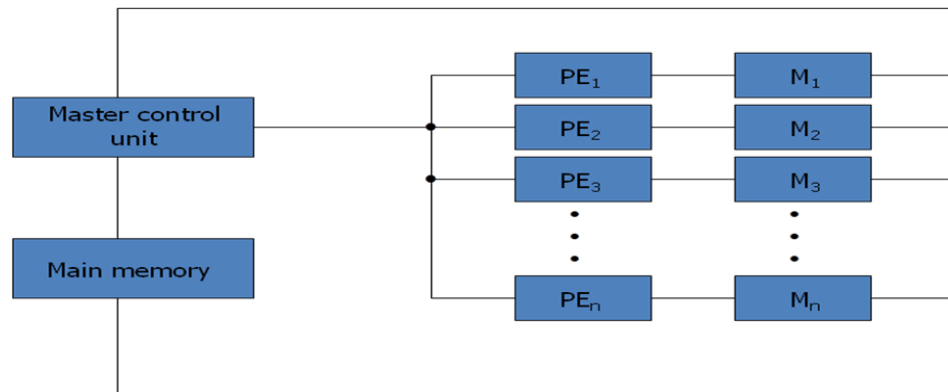 Master control
unit
Main memory
PE₁
M₁
PE₂
M₂
PE₃
M₃
PEₙ
Mₙ